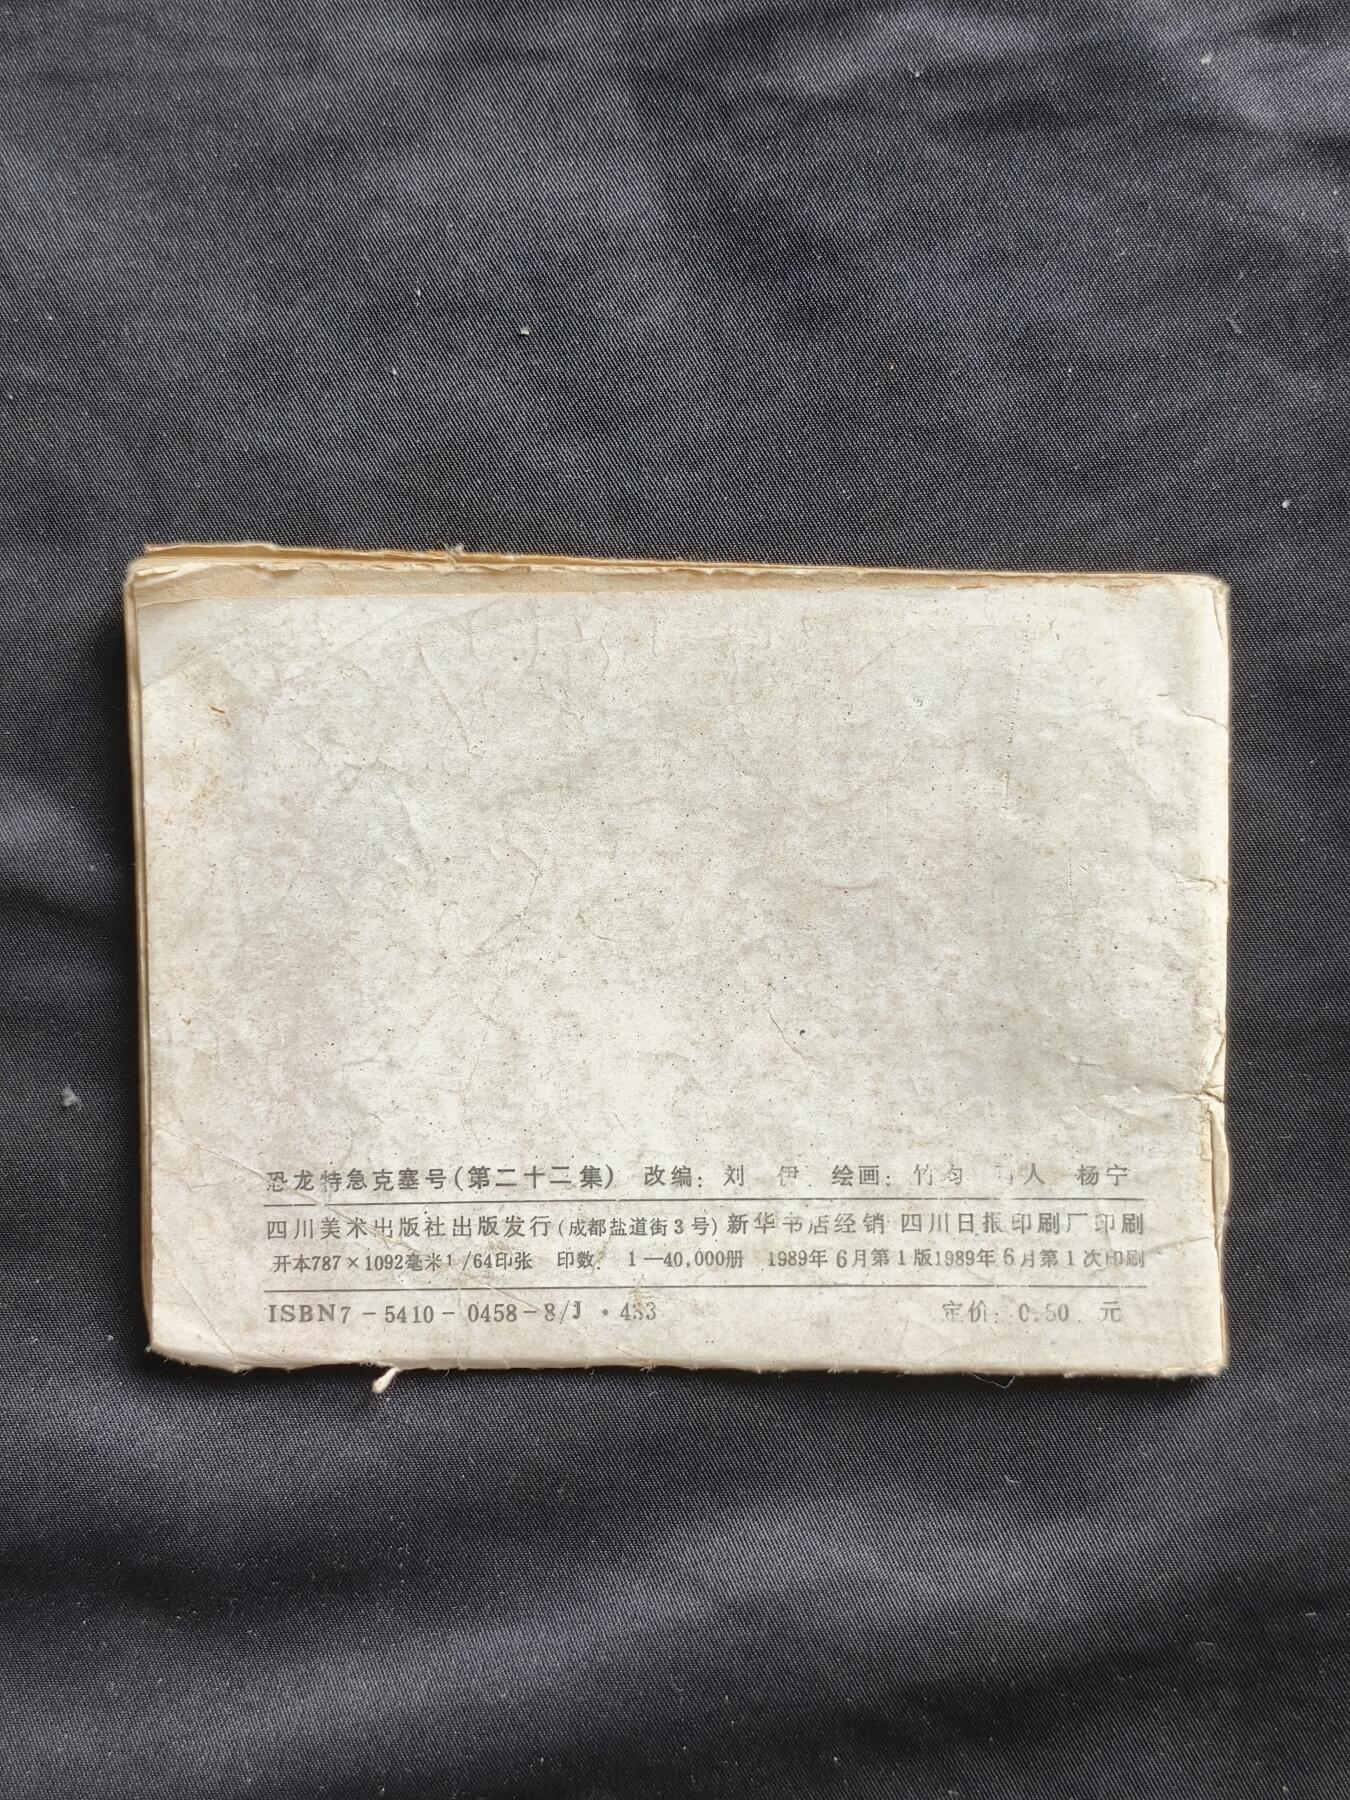 恐龙特急克塞号(第二十二集) 改编: 刘 伊 绘画: 竹均 人 杨宁
四川美术出版社出版发行(成都盐道街3号)新华书店经销 四川日报印刷厂印刷
开本787×1092毫米1/64印张 印数: 1—40,000册 1989年6月第1版1989年6月第1次印刷
ISBN7-5410-0458-8/J·433 定价: 0.50 元